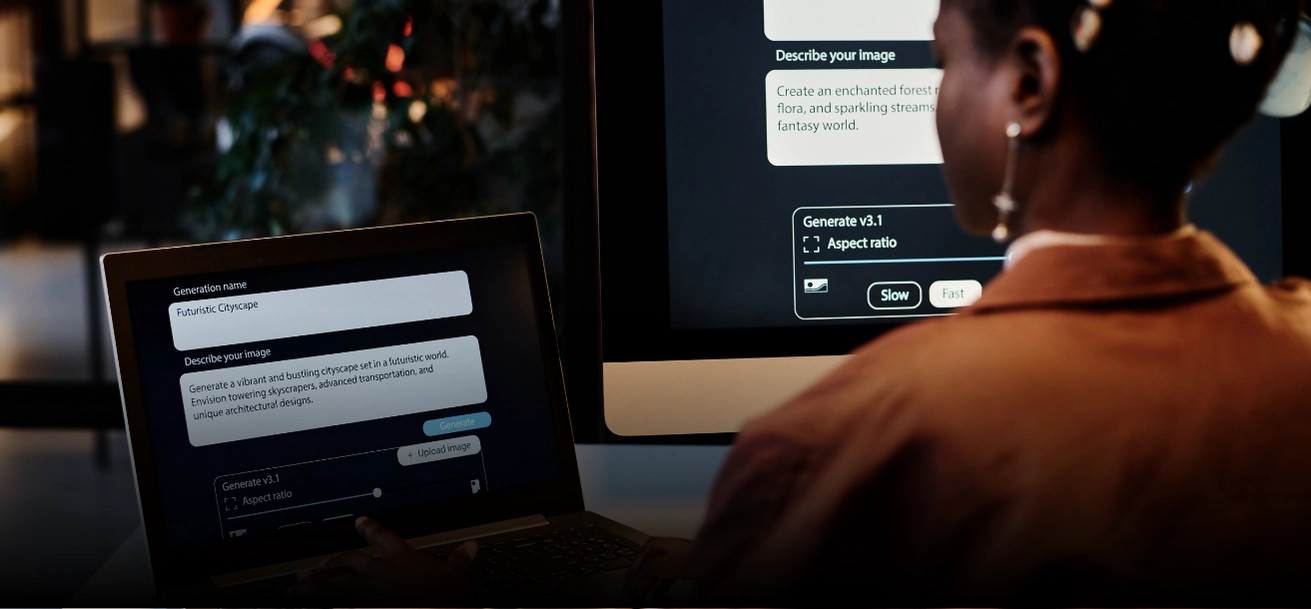 Generation name
Futuristic Cityscape
Describe your image
Generate a vibrant and bustling cityscape set in a futuristic world.
Envision towering skyscrapers, advanced transportation, and
unique architectural designs.
Generate
+ Upload image
Generate v3.1
Aspect ratio
Describe your image
Create an enchanted forest
flora, and sparkling streams
fantasy world.
Generate v3.1
Aspect ratio
Slow
Fast